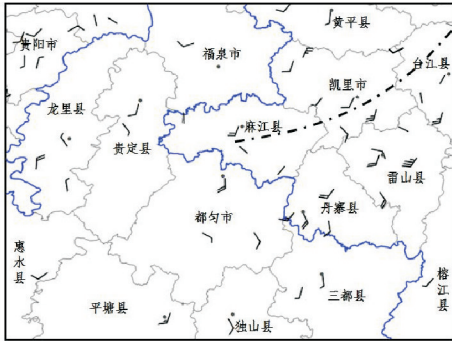 黄平县
贵阳市
福泉市
台江县
凯里市
龙里县
麻江县
贵定县
雷山县
丹寨县
都匀市
惠水县
榕江县
三都县
平塘县
独山县